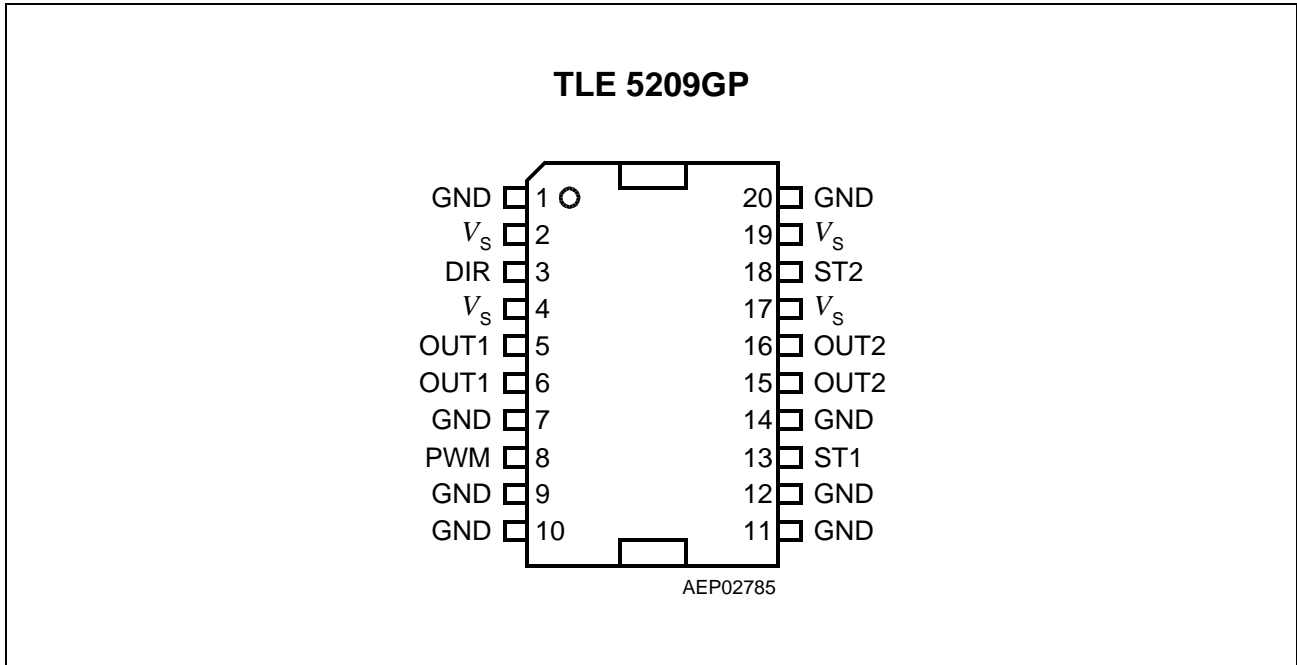 TLE 5209GP
GND 1 20 GND
V_S 2 19 V_S
DIR 3 18 ST2
V_S 4 17 V_S
OUT1 5 16 OUT2
OUT1 6 15 OUT2
GND 7 14 GND
PWM 8 13 ST1
GND 9 12 GND
GND 10 11 GND
AEP02785